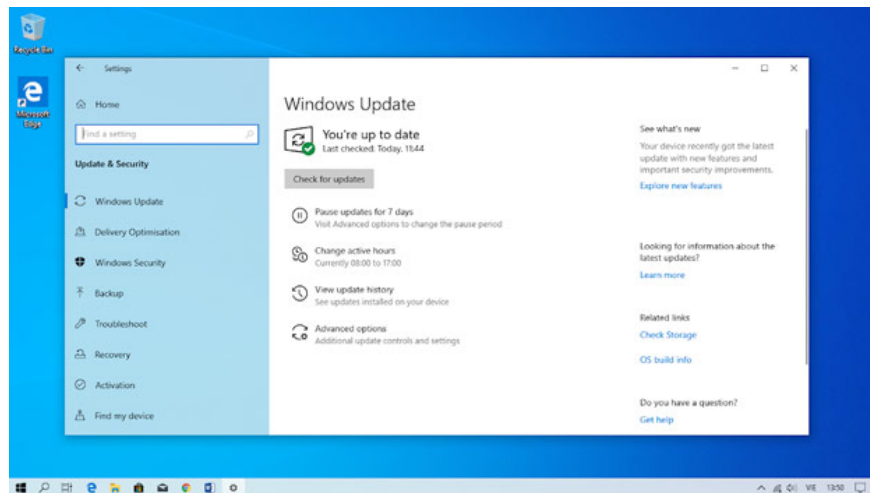 Recycle Bin
Microsoft
Edge
Settings
Home
Find a setting
Update & Security
Windows Update
Delivery Optimisation
Windows Security
Backup
Troubleshoot
Recovery
Activation
Find my device
Windows Update
You're up to date
Last checked: Today, 11:44
Check for updates
Pause updates for 7 days
Visit Advanced options to change the pause period
Change active hours
Currently 08:00 to 17:00
View update history
See updates installed on your device
Advanced options
Additional update controls and settings
See what's new
Your device recently got the latest
update with new features and
important security improvements.
Explore new features
Looking for information about the
latest updates?
Learn more
Related links
Check Storage
OS build info
Do you have a question?
Get help
VIE
13:50